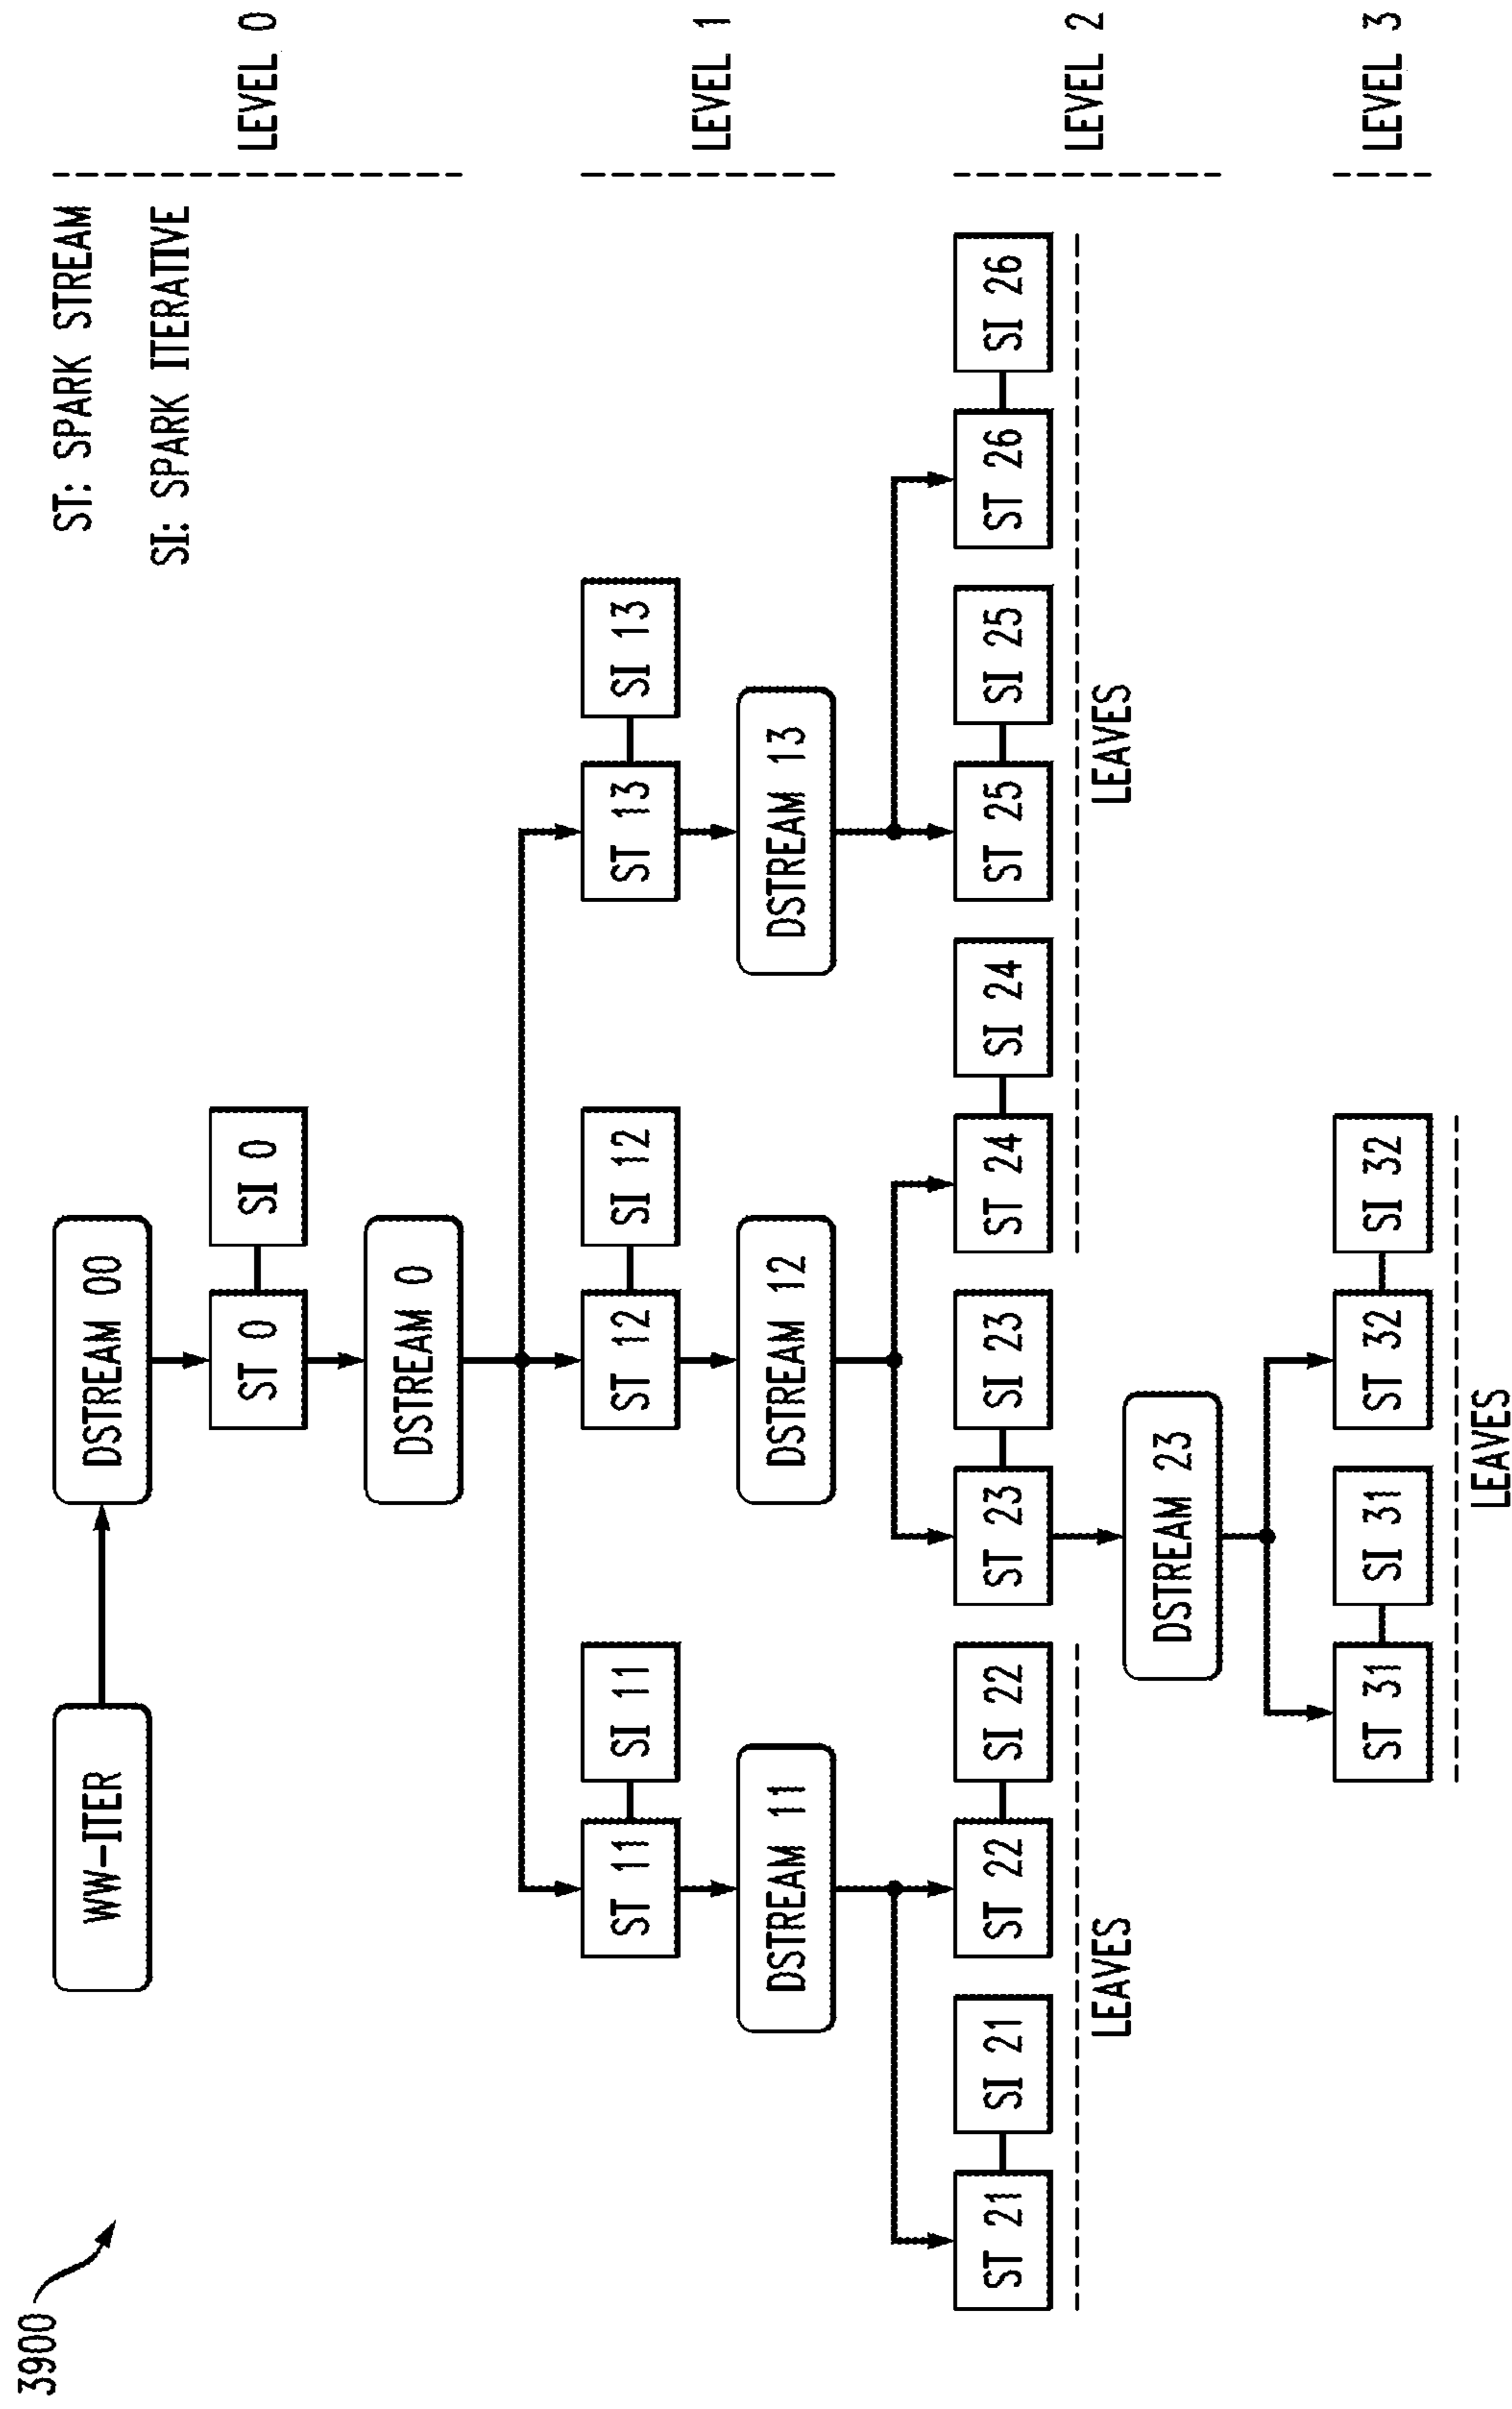 3900
ST: SPARK STREAM
SI: SPARK ITERATIVE
WW-ITER
DSTREAM 00
ST 0
SI 0
DSTREAM 0
LEVEL 0
ST 11
SI 11
ST 12
SI 12
ST 13
SI 13
DSTREAM 11
DSTREAM 12
DSTREAM 13
LEVEL 1
ST 21
SI 21
ST 22
SI 22
ST 23
SI 23
ST 24
SI 24
ST 25
SI 25
ST 26
SI 26
LEAVES
LEAVES
DSTREAM 23
LEVEL 2
ST 31
SI 31
ST 32
SI 32
LEAVES
LEVEL 3